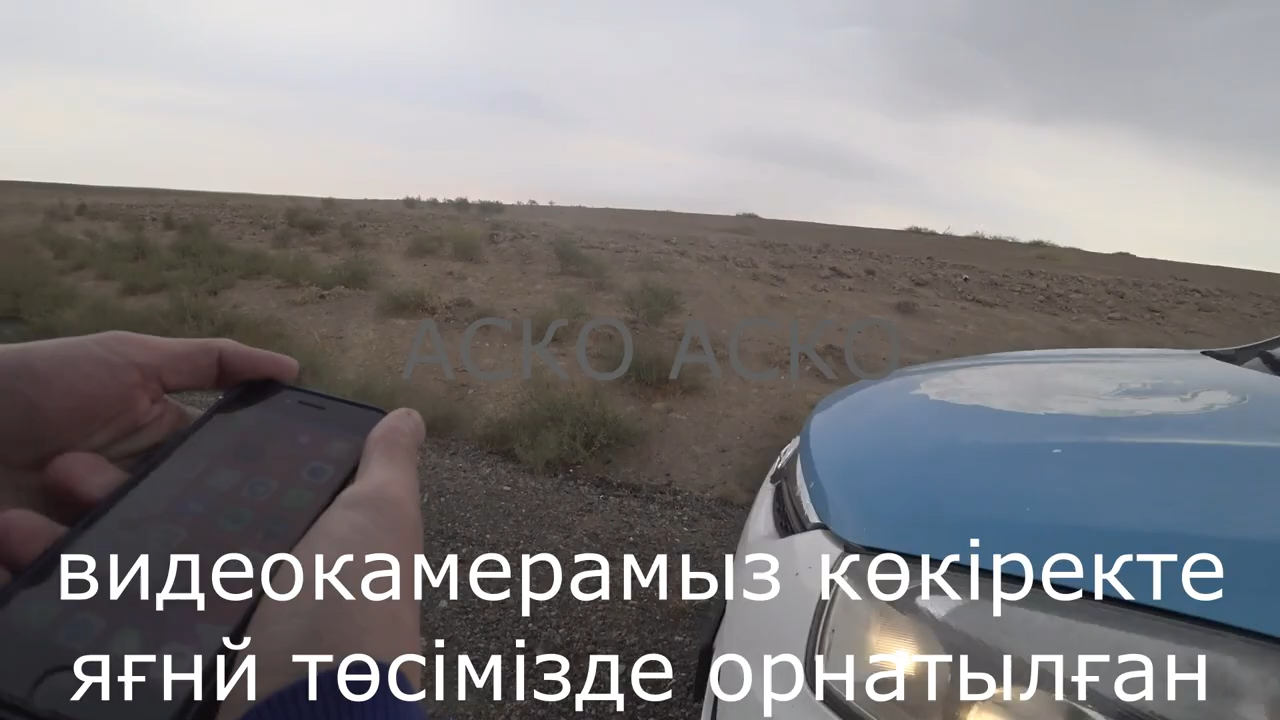 АСКО АСКО
видеокамерамыз көкіректе
яғнй төсімізде орнатылған